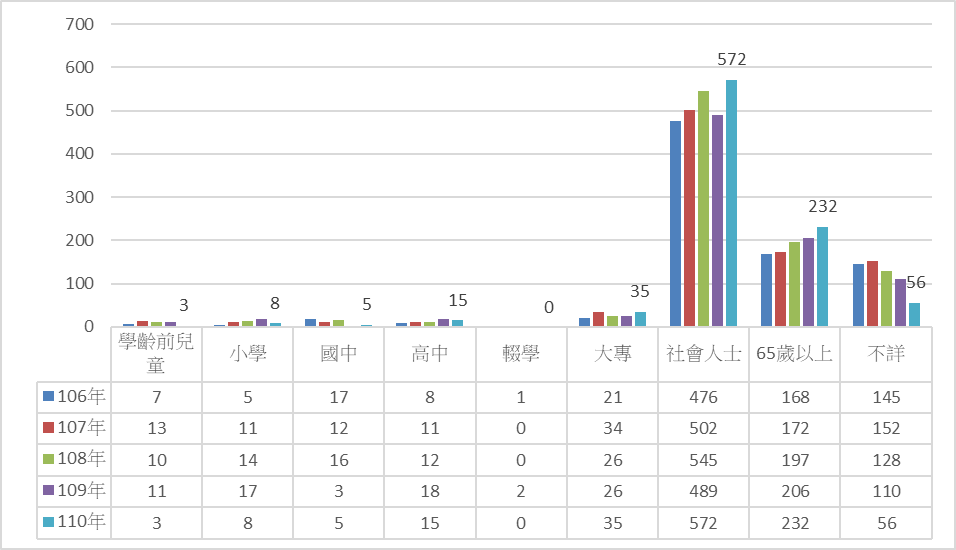 700
600
500
400
300
200
100
0
3
8
5
15
0
35
572
232
56
學齡前兒
童
小學
國中
高中
輟學
大專
社會人士
65歲以上
不詳
106年 7 5 17 8 1 21 476 168 145
107年 13 11 12 11 0 34 502 172 152
108年 10 14 16 12 0 26 545 197 128
109年 11 17 3 18 2 26 489 206 110
110年 3 8 5 15 0 35 572 232 56